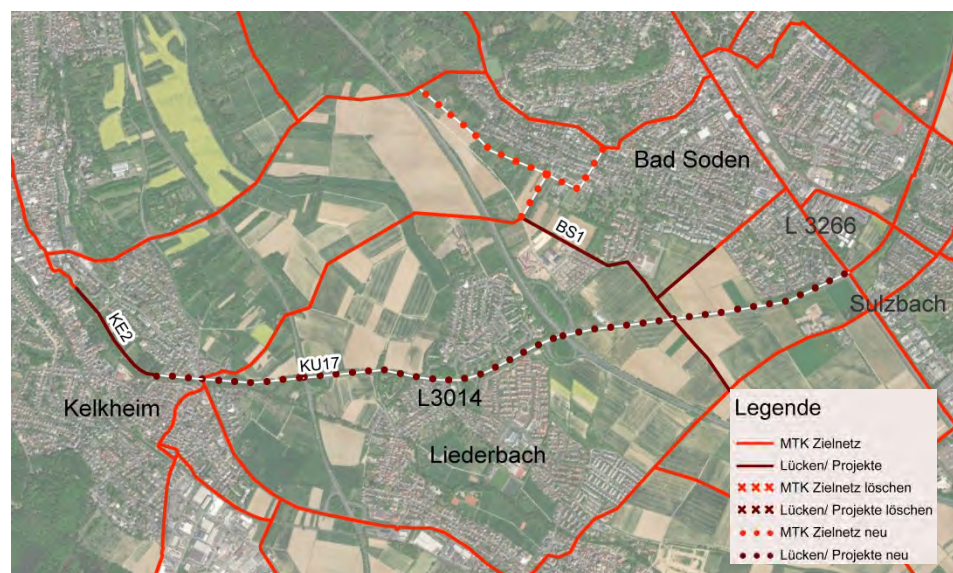 Bad Soden
BS1
L 3266
Sulzbach
KE2
KU17
L3014
Kelkheim
Liederbach
Legende
MTK Zielnetz
Lücken/ Projekte
MTK Zielnetz löschen
Lücken/ Projekte löschen
MTK Zielnetz neu
Lücken/ Projekte neu